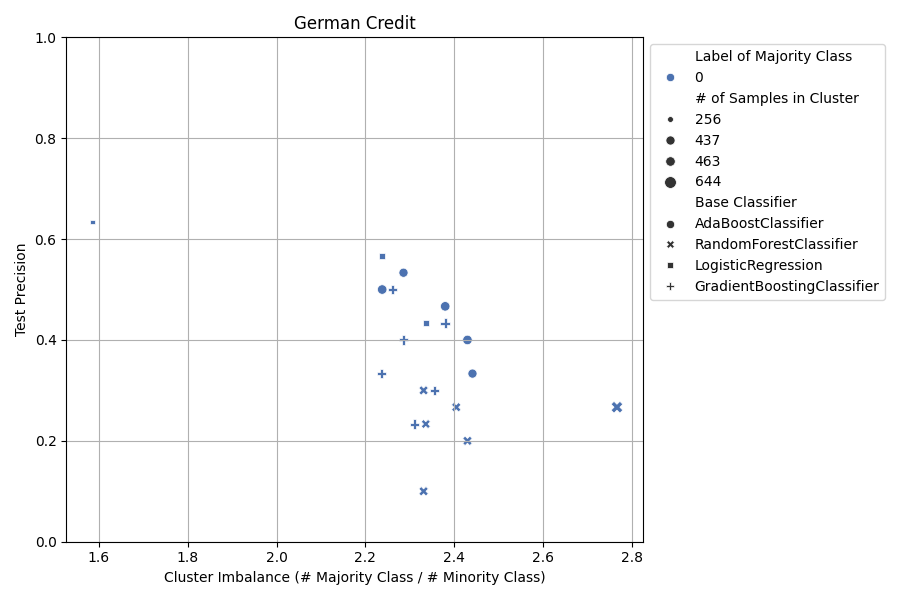 German Credit
Test Precision
1.0
0.8
0.6
0.4
0.2
0.0
1.6
1.8
2.0
2.2
2.4
2.6
2.8
Cluster Imbalance (# Majority Class / # Minority Class)
Label of Majority Class
0
# of Samples in Cluster
256
437
463
644
Base Classifier
AdaBoostClassifier
RandomForestClassifier
LogisticRegression
GradientBoostingClassifier